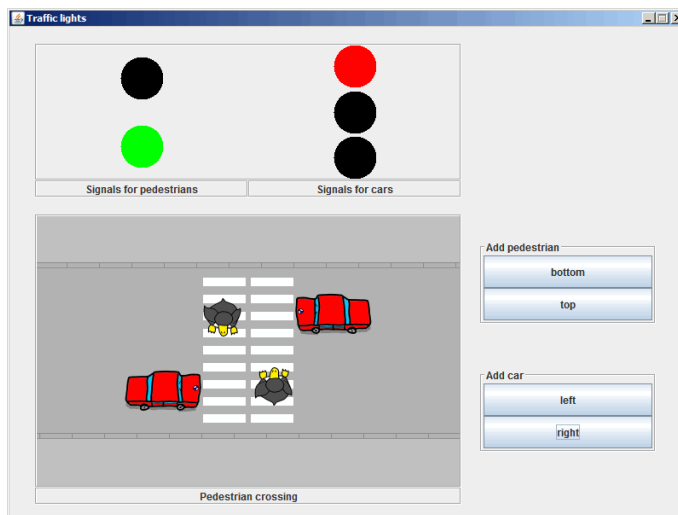 Traffic lights
Signals for pedestrians
Signals for cars
Add pedestrian
bottom
top
Add car
left
right
Pedestrian crossing